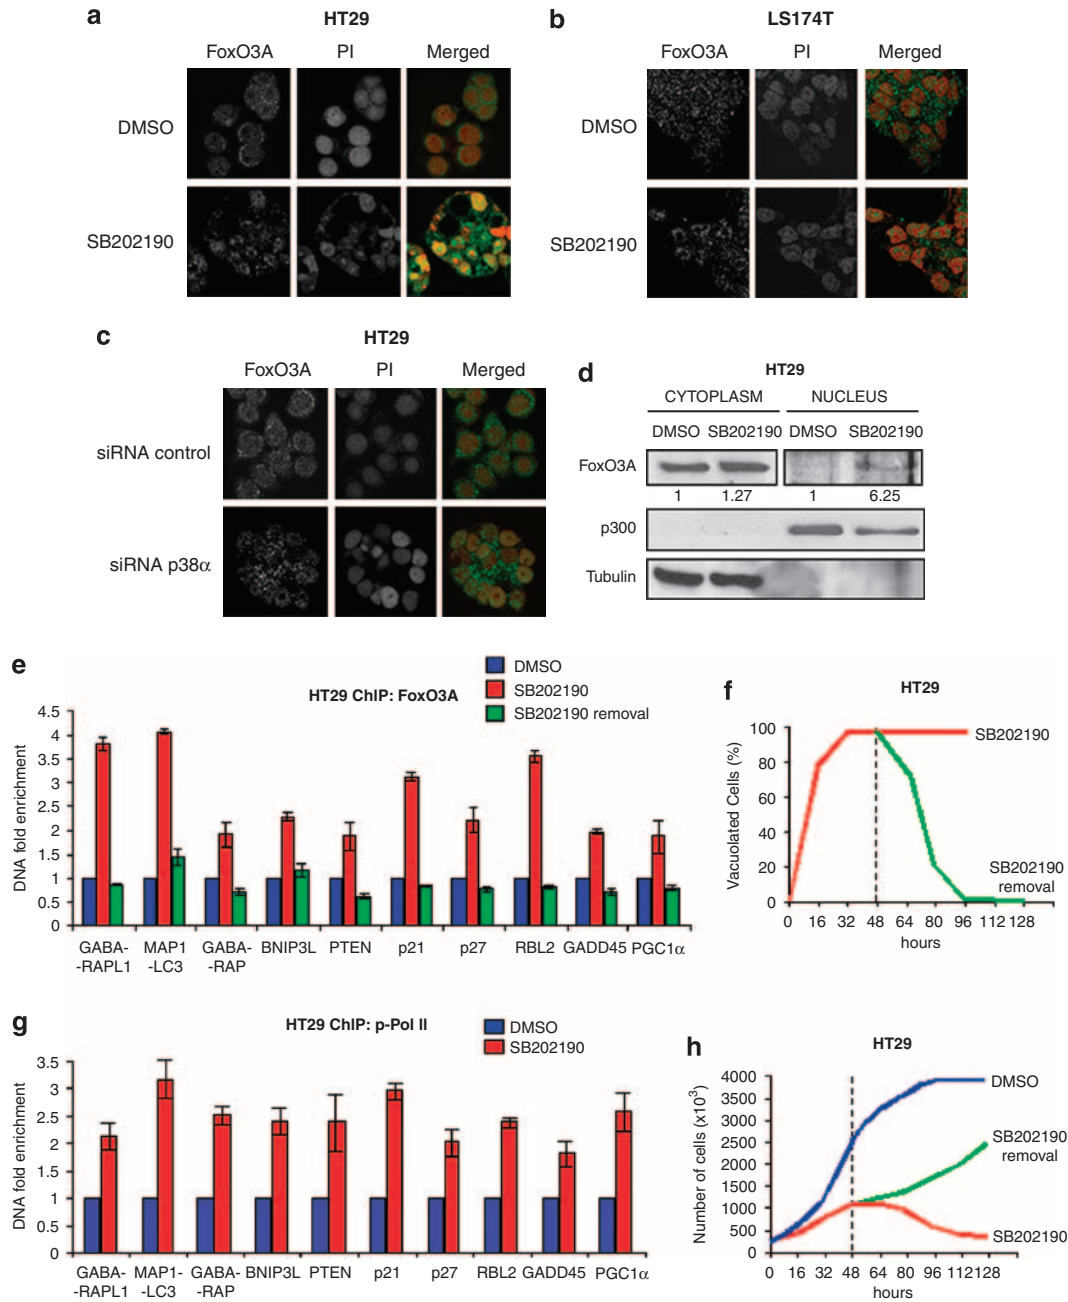 a
HT29
FoxO3A PI Merged
DMSO
SB202190
b
LS174T
FoxO3A PI Merged
DMSO
SB202190
c
HT29
FoxO3A PI Merged
siRNA control
siRNA p38α
d
HT29
CYTOPLASM NUCLEUS
DMSO SB202190 DMSO SB202190
FoxO3A
1 1.27 1 6.25
p300
Tubulin
e
DMSO
SB202190
SB202190 removal
HT29 ChIP: FoxO3A
DNA fold enrichment
4.5
4
3.5
3
2.5
2
1.5
1
0.5
0
GABA- MAP1 GABA- BNIP3L PTEN p21 p27 RBL2 GADD45 PGC1α
-RAPL1 -LC3 -RAP
f
HT29
Vacuolated Cells (%)
100
80
60
40
20
0
SB202190
SB202190
removal
0 16 32 48 64 80 96 112 128
hours
g
HT29 ChIP: p-Pol II
DMSO
SB202190
DNA fold enrichment
3.5
3
2.5
2
1.5
1
0.5
0
GABA- MAP1- GABA- BNIP3L PTEN p21 p27 RBL2 GADD45 PGC1α
-RAPL1 -LC3 -RAP
h
HT29
Number of cells (x10³)
4000
3500
3000
2500
2000
1500
1000
500
0
DMSO
SB202190
removal
SB202190
0 16 32 48 64 80 96 112 128
hours